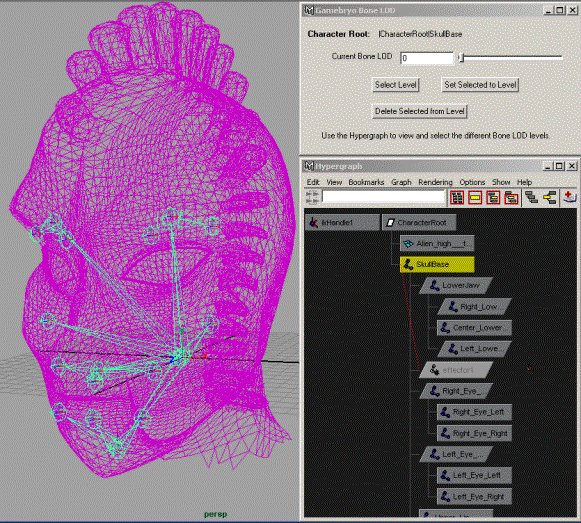 Gamebryo Bone LOD
Character Root: |CharacterRoot|SkullBase
Current Bone LOD 0
Select Level Set Selected to Level
Delete Selected from Level
Use the Hypergraph to view and select the different Bone LOD levels.
Hypergraph
Edit View Bookmarks Graph Rendering Options Show Help
ikHandle1 CharacterRoot
Alien_high___t...
SkullBase
LowerJaw
Right_Low...
Center_Lower...
Left_Lowe...
effector1
Right_Eye_...
Right_Eye_Left
Right_Eye_Right
Left_Eye_...
Left_Eye_Left
Left_Eye_Right
persp